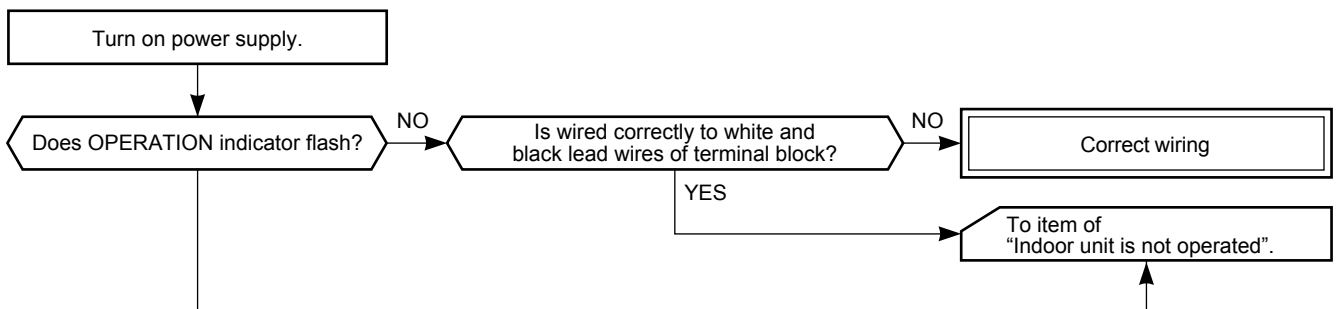 Turn on power supply.
Does OPERATION indicator flash?
NO
Is wired correctly to white and
black lead wires of terminal block?
NO
Correct wiring
YES
To item of
“Indoor unit is not operated”.